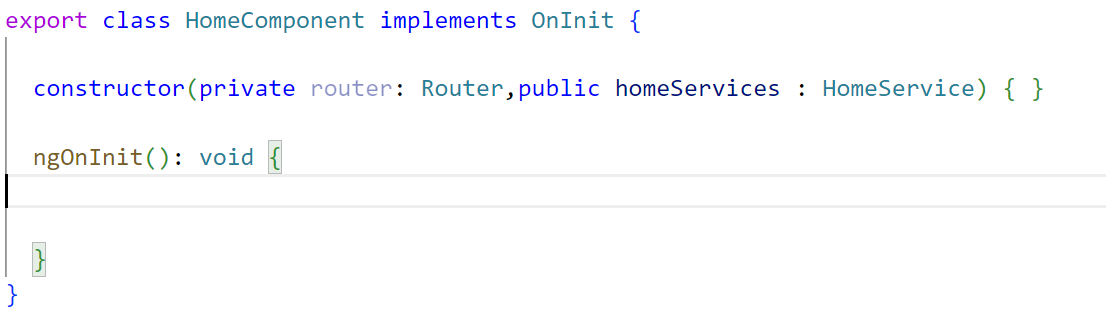 export class HomeComponent implements OnInit {
constructor(private router: Router,public homeServices : HomeService) { }
ngOnInit(): void {
}
}